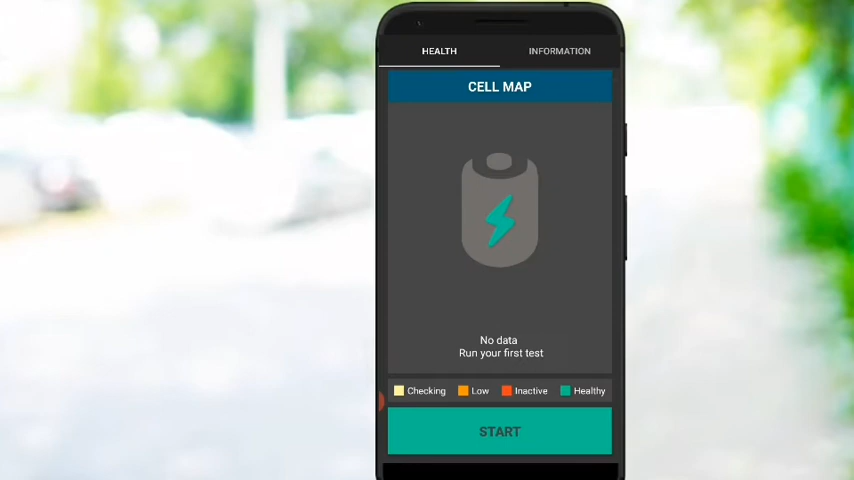 HEALTH INFORMATION
CELL MAP
No data
Run your first test
Checking Low Inactive Healthy
START